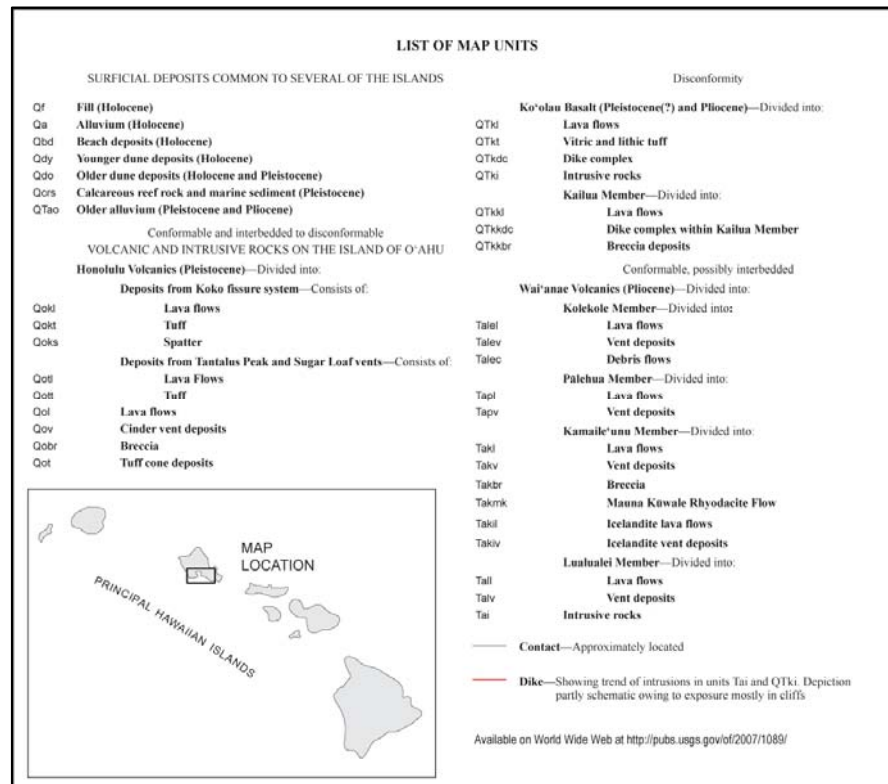 LIST OF MAP UNITS
SURFICIAL DEPOSITS COMMON TO SEVERAL OF THE ISLANDS
Qf Fill (Holocene)
Qa Alluvium (Holocene)
Qbd Beach deposits (Holocene)
Qdy Younger dune deposits (Holocene)
Qdo Older dune deposits (Holocene and Pleistocene)
Qcrs Calcareous reef rock and marine sediment (Pleistocene)
QTao Older alluvium (Pleistocene and Pliocene)
Conformable and interbedded to disconformable
VOLCANIC AND INTRUSIVE ROCKS ON THE ISLAND OF OʻAHU
Honolulu Volcanics (Pleistocene)—Divided into:
Deposits from Koko fissure system—Consists of:
Qokl Lava flows
Qokt Tuff
Qoks Spatter
Deposits from Tantalus Peak and Sugar Loaf vents—Consists of:
Qotl Lava Flows
Qott Tuff
Qol Lava flows
Qov Cinder vent deposits
Qobr Breccia
Qot Tuff cone deposits
MAP
LOCATION
PRINCIPAL HAWAIIAN ISLANDS
Disconformity
Koʻolau Basalt (Pleistocene(?) and Pliocene)—Divided into:
QTkl Lava flows
QTkt Vitric and lithic tuff
QTkdc Dike complex
QTki Intrusive rocks
Kailua Member—Divided into:
QTkkl Lava flows
QTkkdc Dike complex within Kailua Member
QTkkbr Breccia deposits
Conformable, possibly interbedded
Waiʻanae Volcanics (Pliocene)—Divided into:
Kolekole Member—Divided into:
Talel Lava flows
Talev Vent deposits
Talec Debris flows
Pālehua Member—Divided into:
Tapl Lava flows
Tapv Vent deposits
Kamaileʻunu Member—Divided into:
Takl Lava flows
Takv Vent deposits
Takbr Breccia
Takmk Mauna Kūwale Rhyodacite Flow
Takil Icelandite lava flows
Takiv Icelandite vent deposits
Lualualei Member—Divided into:
Tall Lava flows
Talv Vent deposits
Tai Intrusive rocks
Contact—Approximately located
Dike—Showing trend of intrusions in units Tai and QTki. Depiction
partly schematic owing to exposure mostly in cliffs
Available on World Wide Web at http://pubs.usgs.gov/of/2007/1089/